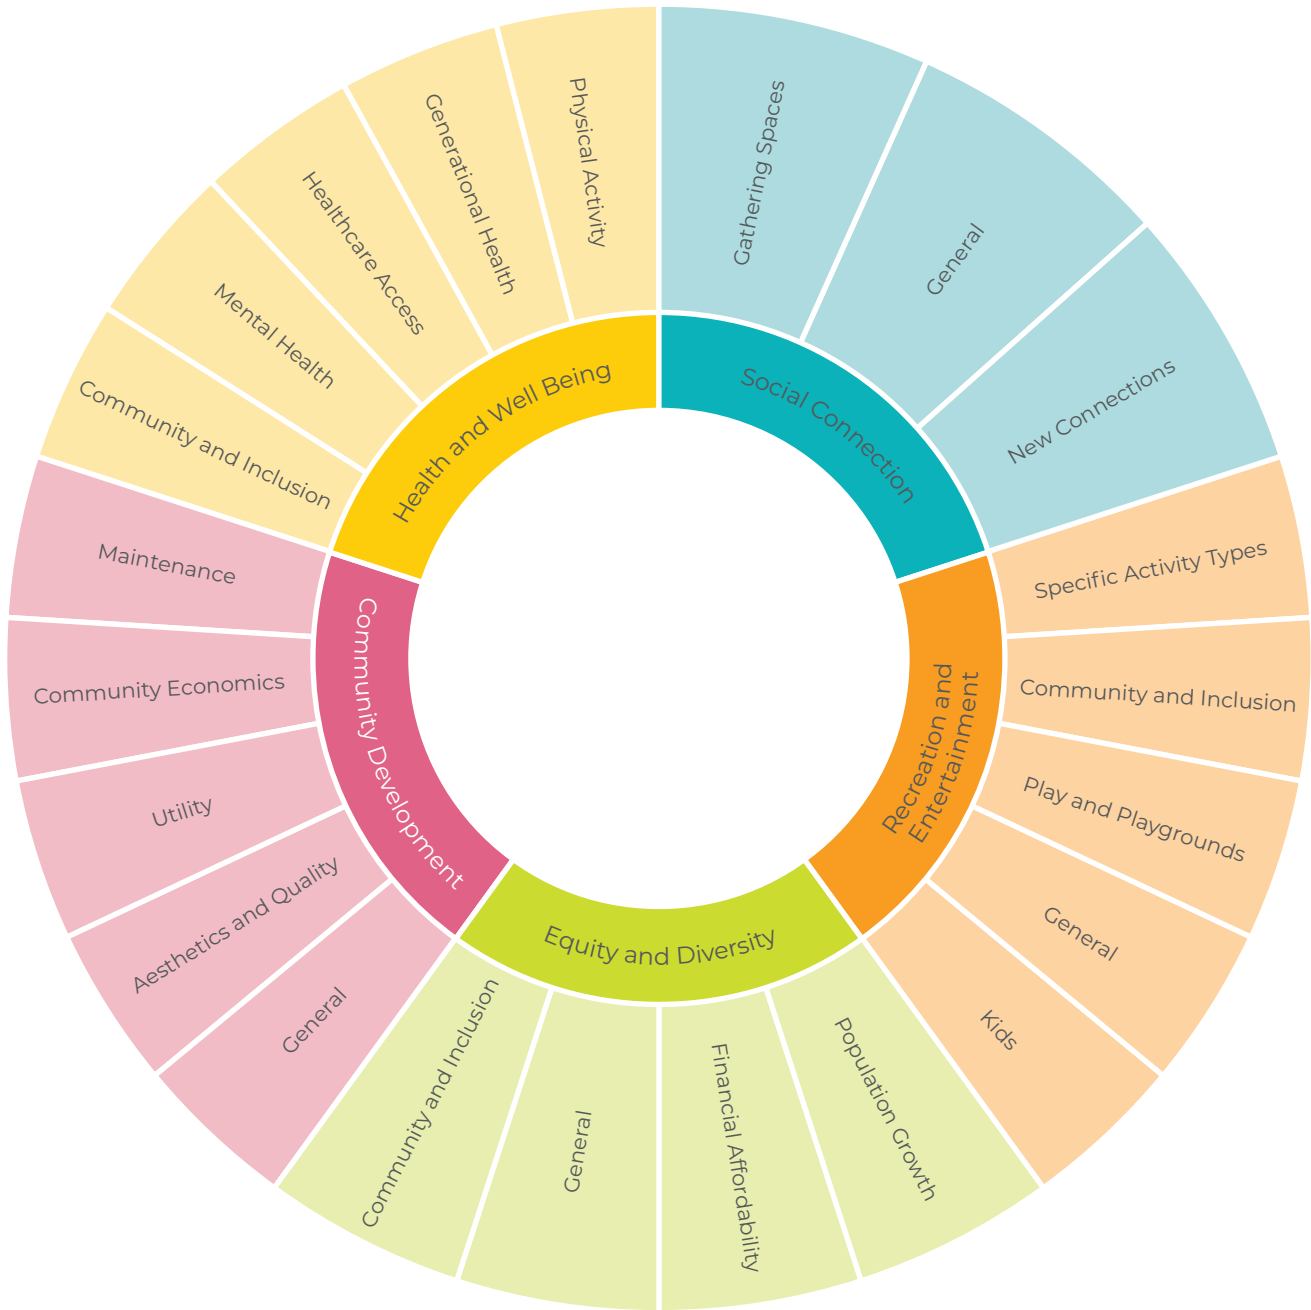 Social Connection
Gathering Spaces
General
New Connections
Recreation and
Entertainment
Specific Activity Types
Community and Inclusion
Play and Playgrounds
General
Kids
Equity and Diversity
Population Growth
Financial Affordability
General
Community and Inclusion
Community Development
General
Aesthetics and Quality
Utility
Community Economics
Maintenance
Health and Well Being
Community and Inclusion
Mental Health
Healthcare Access
Generational Health
Physical Activity